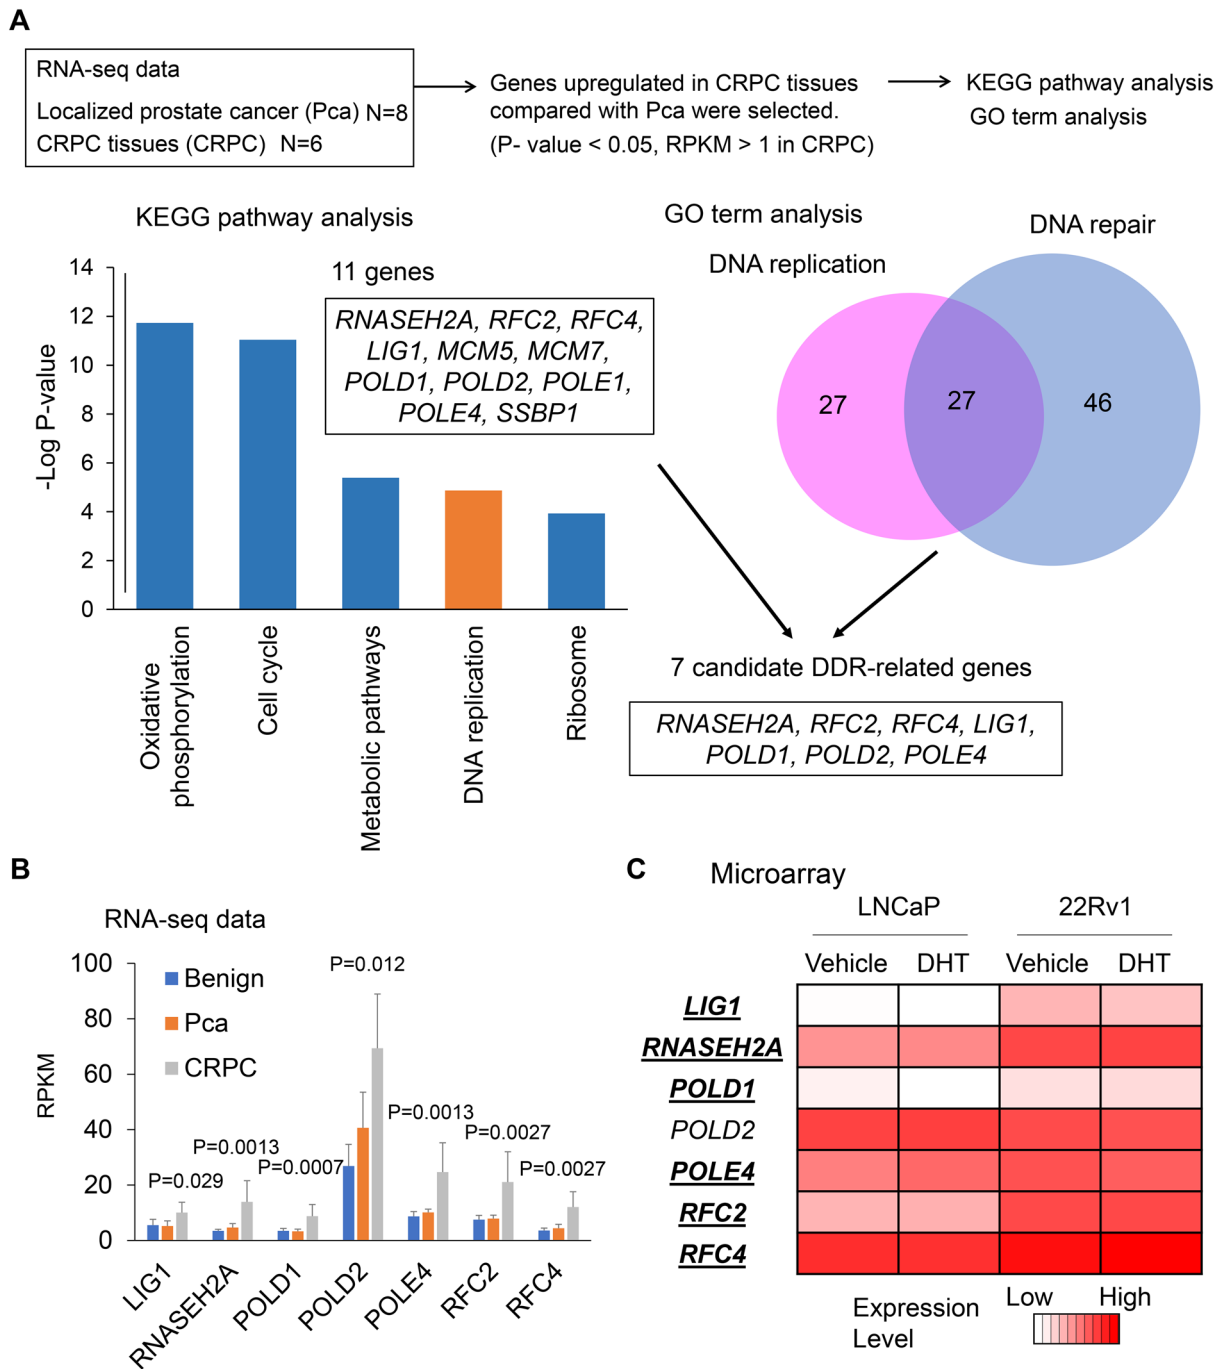 A
RNA-seq data
Localized prostate cancer (Pca) N=8
CRPC tissues (CRPC) N=6
Genes upregulated in CRPC tissues
compared with Pca were selected.
(P- value < 0.05, RPKM > 1 in CRPC)
KEGG pathway analysis
GO term analysis
KEGG pathway analysis
-Log P-value
14
12
10
8
6
4
2
0
Oxidative
phosphorylation
Cell cycle
Metabolic pathways
DNA replication
Ribosome
11 genes
RNASEH2A, RFC2, RFC4,
LIG1, MCM5, MCM7,
POLD1, POLD2, POLE1,
POLE4, SSBP1
GO term analysis
DNA replication
DNA repair
27
27
46
7 candidate DDR-related genes
RNASEH2A, RFC2, RFC4, LIG1,
POLD1, POLD2, POLE4
B
RNA-seq data
RPKM
100
80
60
40
20
0
Benign
Pca
CRPC
P=0.029
P=0.0013
P=0.0007
P=0.012
P=0.0013
P=0.0027
P=0.0027
LIG1
RNASEH2A
POLD1
POLD2
POLE4
RFC2
RFC4
C
Microarray
LNCaP 22Rv1
Vehicle DHT Vehicle DHT
LIG1
RNASEH2A
POLD1
POLD2
POLE4
RFC2
RFC4
Expression
Level
Low High